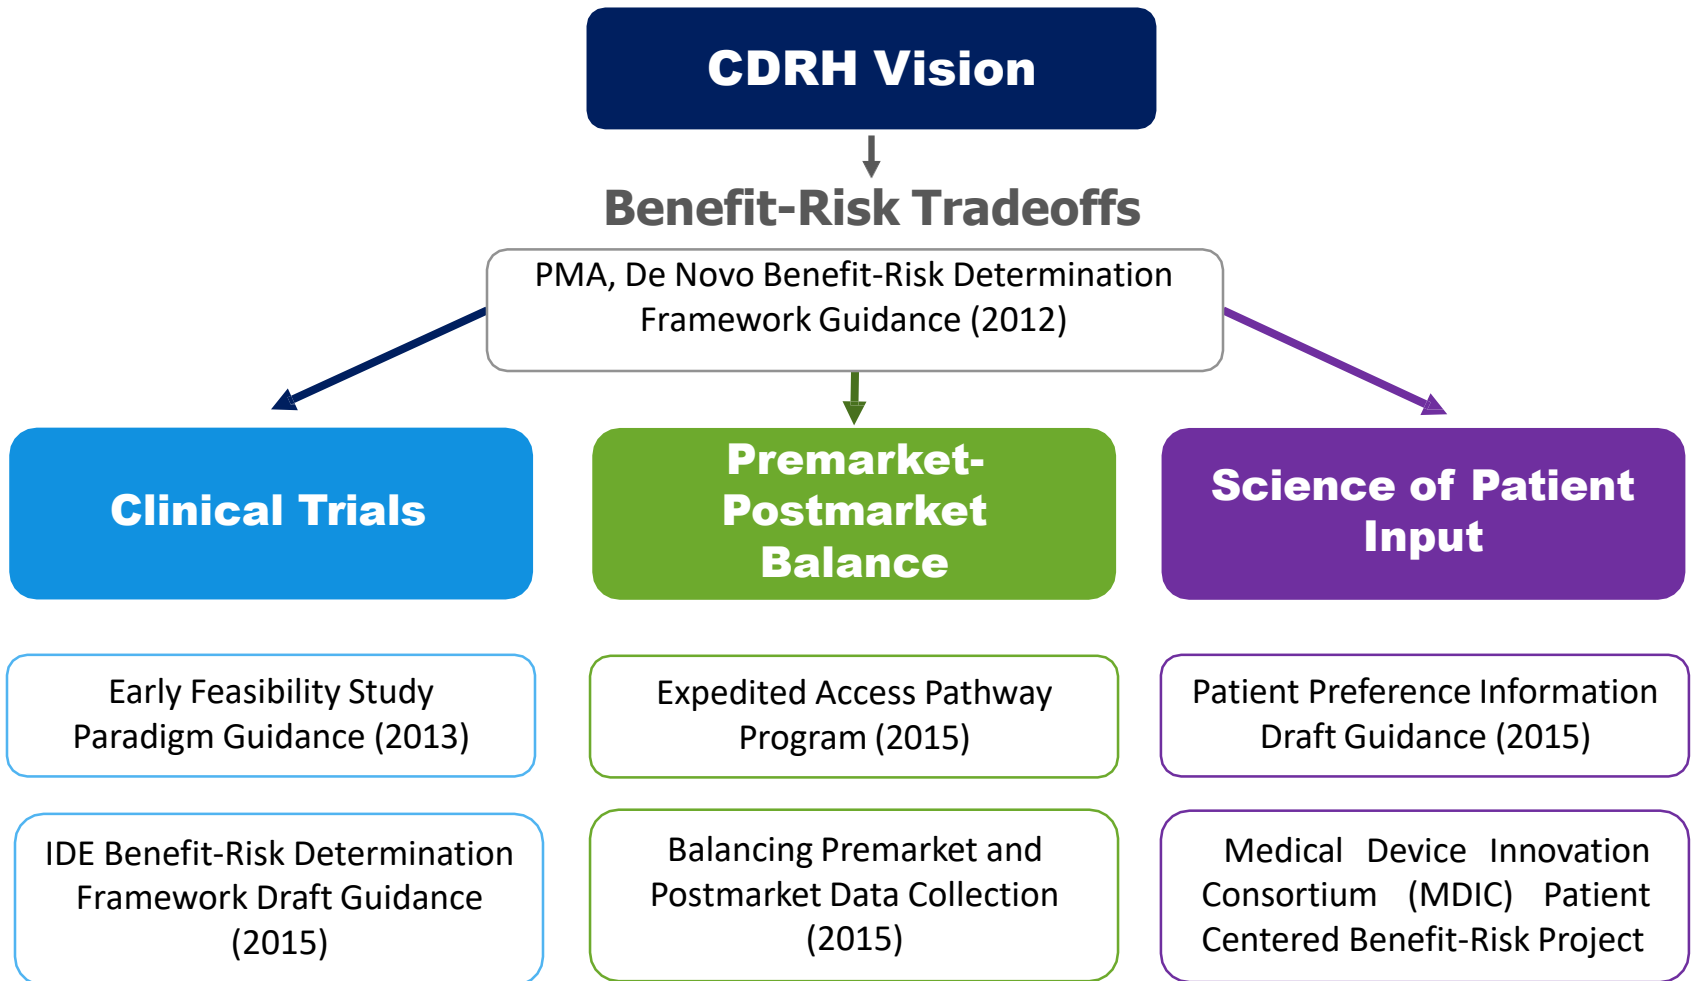 CDRH Vision
Benefit-Risk Tradeoffs
PMA, De Novo Benefit-Risk Determination
Framework Guidance (2012)
Clinical Trials
Premarket-
Postmarket
Balance
Science of Patient
Input
Early Feasibility Study
Paradigm Guidance (2013)
Expedited Access Pathway
Program (2015)
Patient Preference Information
Draft Guidance (2015)
IDE Benefit-Risk Determination
Framework Draft Guidance
(2015)
Balancing Premarket and
Postmarket Data Collection
(2015)
Medical Device Innovation
Consortium (MDIC) Patient
Centered Benefit-Risk Project